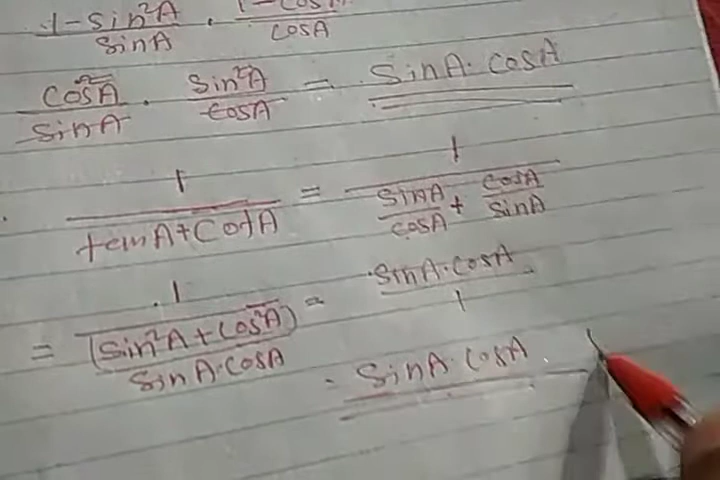 1-sin²A/sinA · 1-cos²A/cosA
cos²A/sinA · sin²A/cosA = sinA·cosA
1/tanA+cotA = 1/(sinA/cosA + cosA/sinA)
= 1/((sin²A+cos²A)/sinA·cosA) = sinA·cosA/1
= sinA·cosA